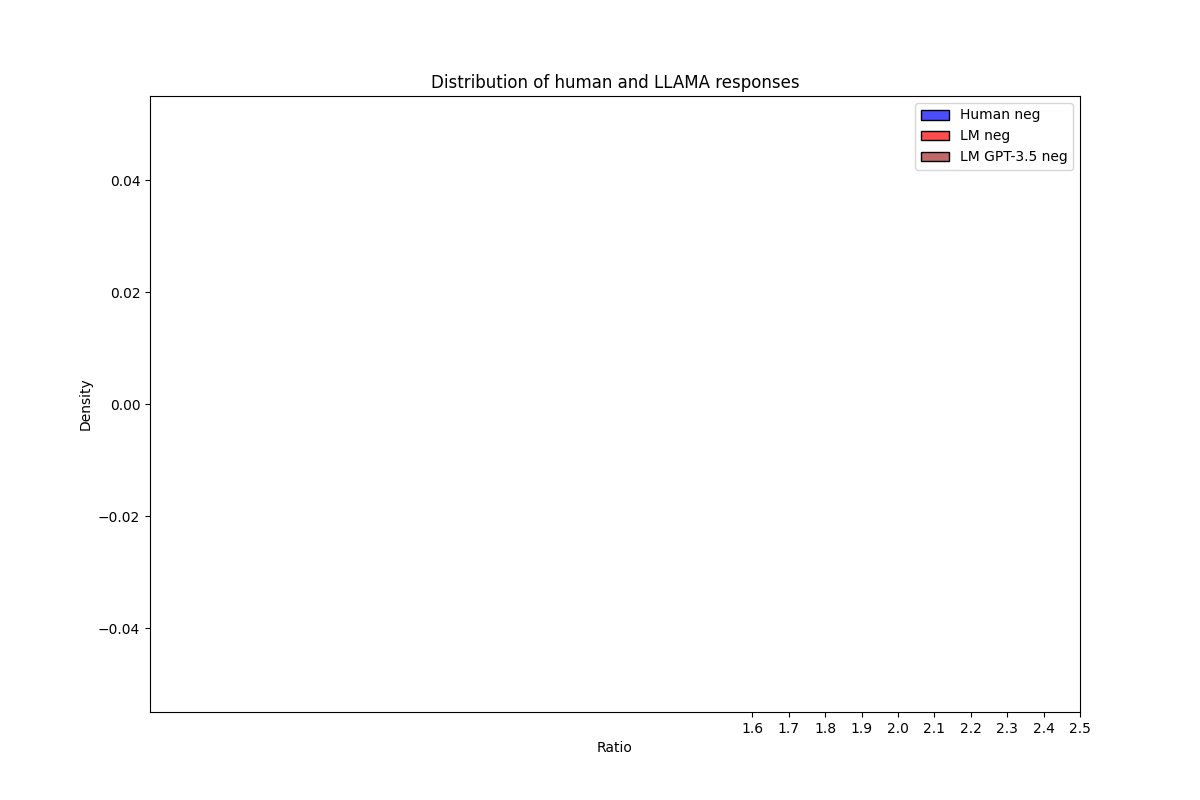 Distribution of human and LLAMA responses
Human neg
LM neg
LM GPT-3.5 neg
0.04
0.02
0.00
−0.02
−0.04
Density
1.6 1.7 1.8 1.9 2.0 2.1 2.2 2.3 2.4 2.5
Ratio